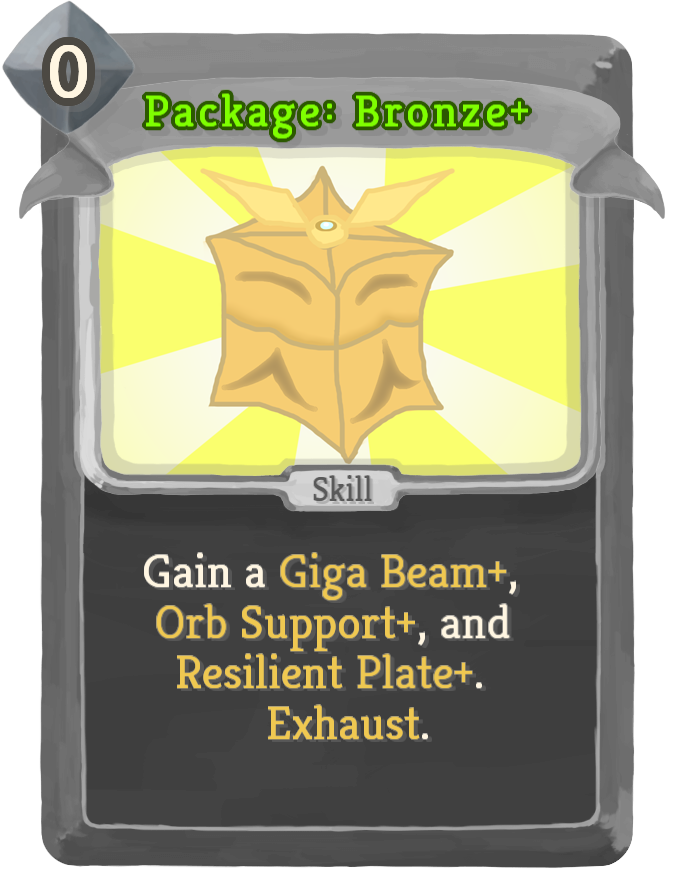 0
Package: Bronze+
Skill
Gain a Giga Beam+,
Orb Support+, and
Resilient Plate+.
Exhaust.